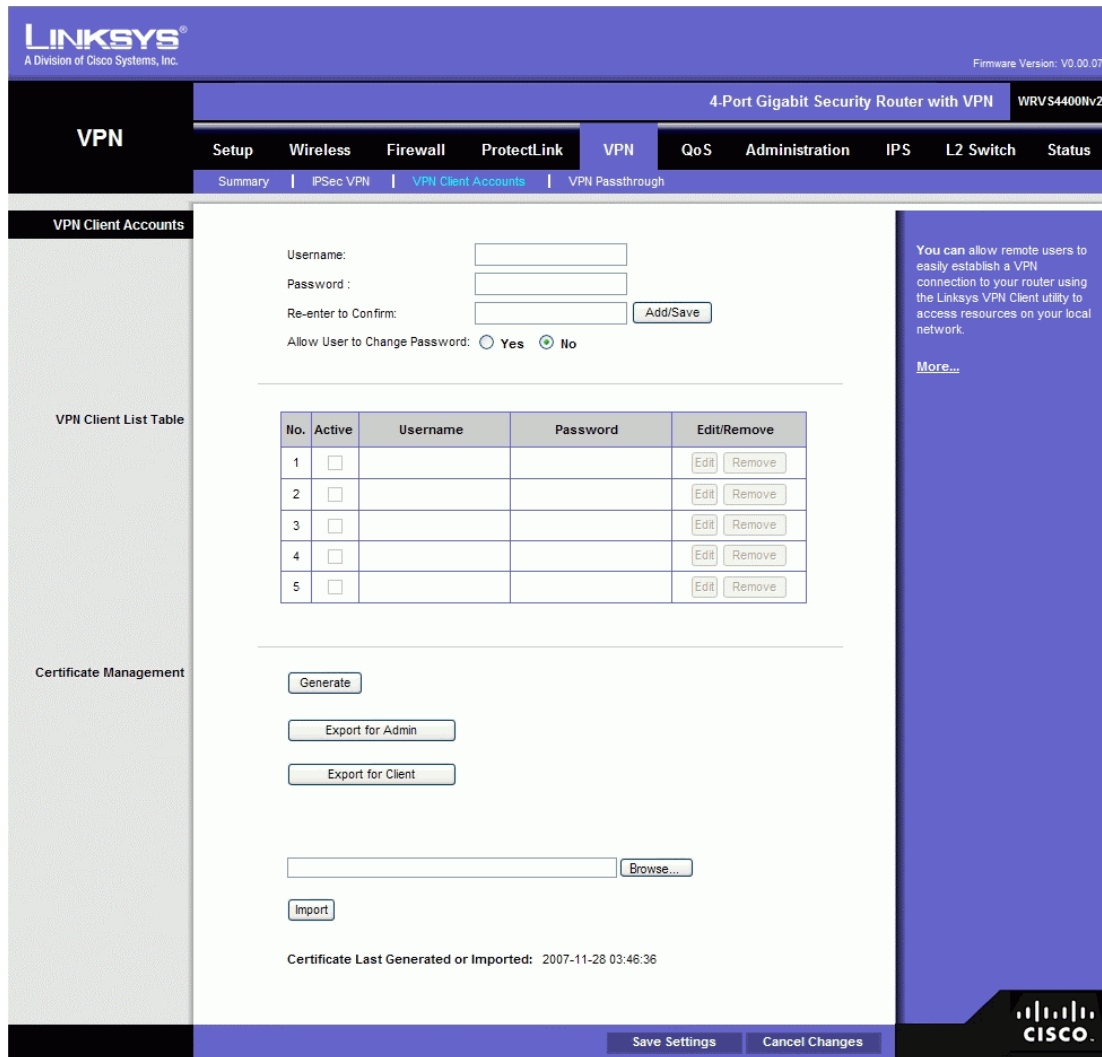 LINKSYS®
A Division of Cisco Systems, Inc.
Firmware Version: V0.00.07
4-Port Gigabit Security Router with VPN WRVS4400Nv2
VPN
Setup Wireless Firewall ProtectLink VPN QoS Administration IPS L2 Switch Status
Summary | IPSec VPN | VPN Client Accounts | VPN Passthrough
VPN Client Accounts
Username:
Password :
Re-enter to Confirm: Add/Save
Allow User to Change Password: Yes No
You can allow remote users to
easily establish a VPN
connection to your router using
the Linksys VPN Client utility to
access resources on your local
network.
More...
VPN Client List Table
No. Active Username Password Edit/Remove
1 Edit Remove
2 Edit Remove
3 Edit Remove
4 Edit Remove
5 Edit Remove
Certificate Management
Generate
Export for Admin
Export for Client
Browse...
Import
Certificate Last Generated or Imported: 2007-11-28 03:46:36
Save Settings Cancel Changes
CISCO.